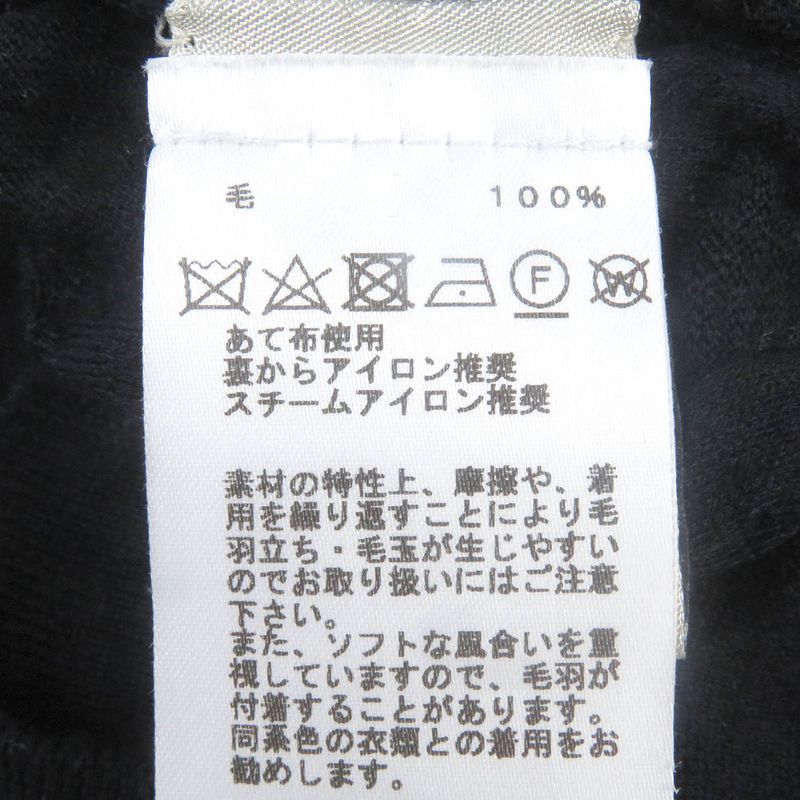 毛 100%
F W
あて布使用
裏からアイロン推奨
スチームアイロン推奨
素材の特性上、摩擦や、着
用を繰り返すことにより毛
羽立ち・毛玉が生じやすい
のでお取り扱いにはご注意
下さい。
また、ソフトな風合いを重
視していますので、毛羽が
付着することがあります。
同系色の衣類との着用をお
勧めします。